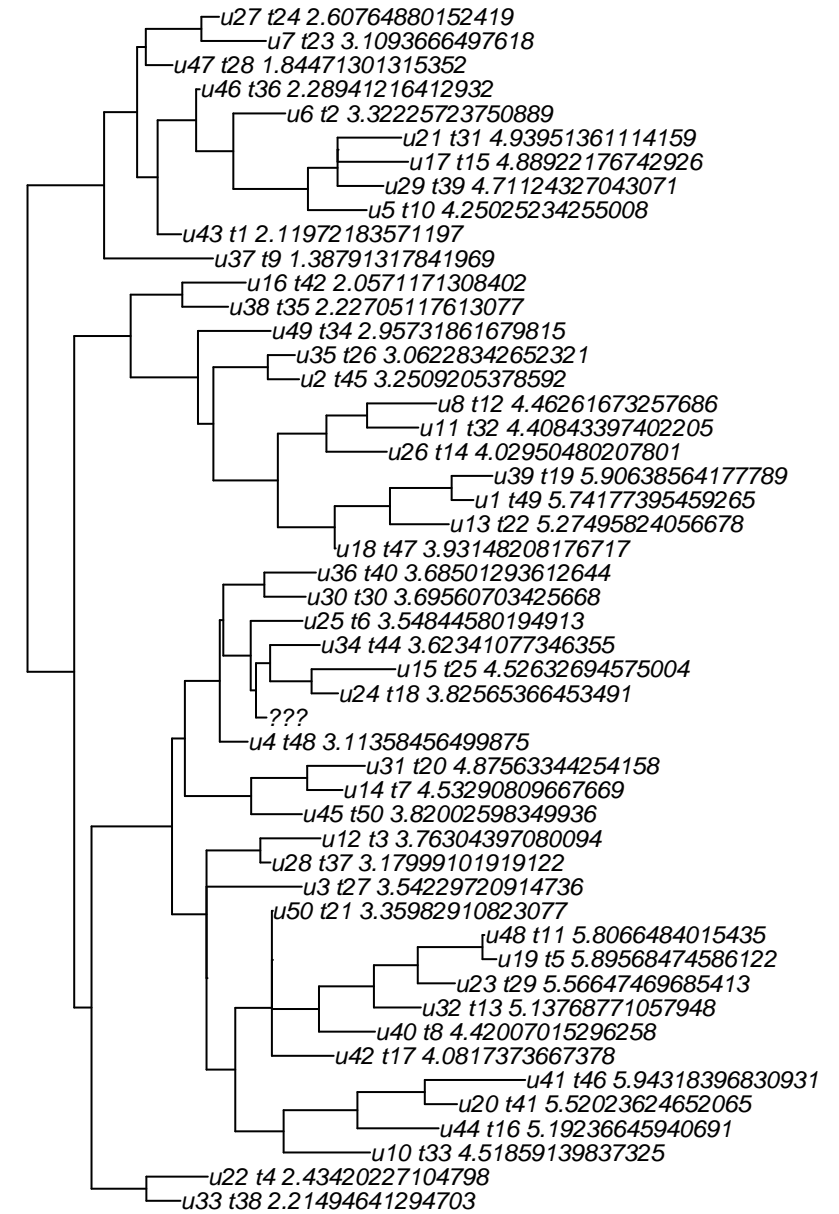 u27 t24 2.60764880152419
u7 t23 3.1093666497618
u47 t28 1.84471301315352
u46 t36 2.28941216412932
u6 t2 3.32225723750889
u21 t31 4.93951361114159
u17 t15 4.88922176742926
u29 t39 4.71124327043071
u5 t10 4.25025234255008
u43 t1 2.11972183571197
u37 t9 1.38791317841969
u16 t42 2.0571171308402
u38 t35 2.22705117613077
u49 t34 2.95731861679815
u35 t26 3.06228342652321
u2 t45 3.2509205378592
u8 t12 4.46261673257686
u11 t32 4.40843397402205
u26 t14 4.02950480207801
u39 t19 5.90638564177789
u1 t49 5.74177395459265
u13 t22 5.27495824056678
u18 t47 3.93148208176717
u36 t40 3.68501293612644
u30 t30 3.69560703425668
u25 t6 3.54844580194913
u34 t44 3.62341077346355
u15 t25 4.52632694575004
u24 t18 3.82565366453491
???
u4 t48 3.11358456499875
u31 t20 4.87563344254158
u14 t7 4.53290809667669
u45 t50 3.82002598349936
u12 t3 3.76304397080094
u28 t37 3.17999101919122
u3 t27 3.54229720914736
u50 t21 3.35982910823077
u48 t11 5.8066484015435
u19 t5 5.89568474586122
u23 t29 5.56647469685413
u32 t13 5.13768771057948
u40 t8 4.42007015296258
u42 t17 4.0817373667378
u41 t46 5.94318396830931
u20 t41 5.52023624652065
u44 t16 5.19236645940691
u10 t33 4.51859139837325
u22 t4 2.43420227104798
u33 t38 2.21494641294703